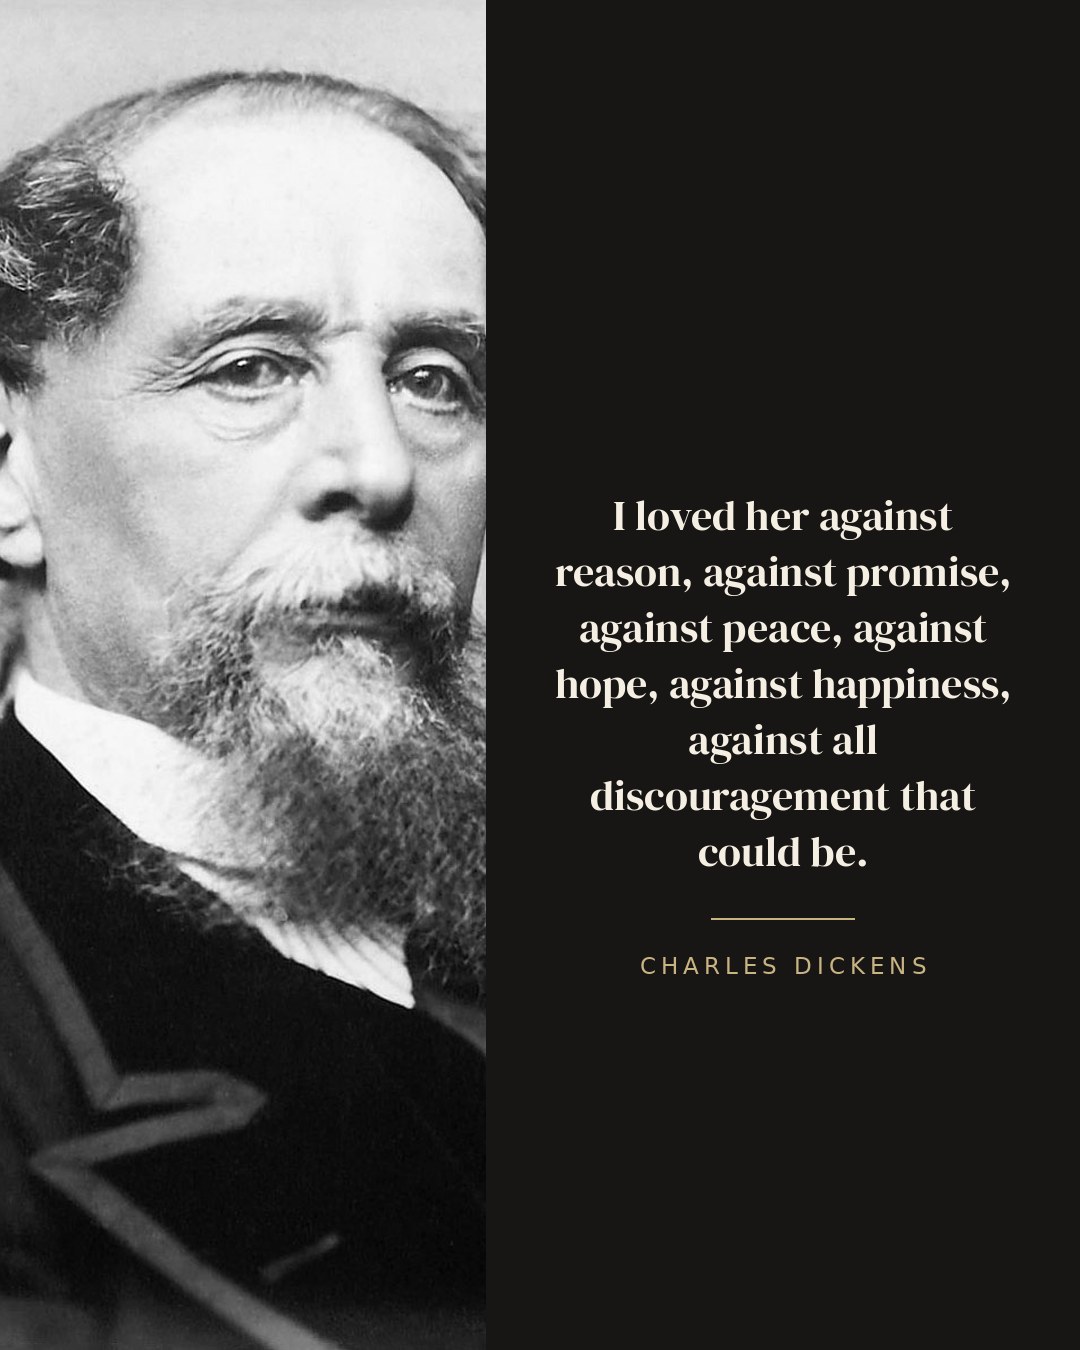 I loved her against
reason, against promise,
against peace, against
hope, against happiness,
against all
discouragement that
could be.
CHARLES DICKENS